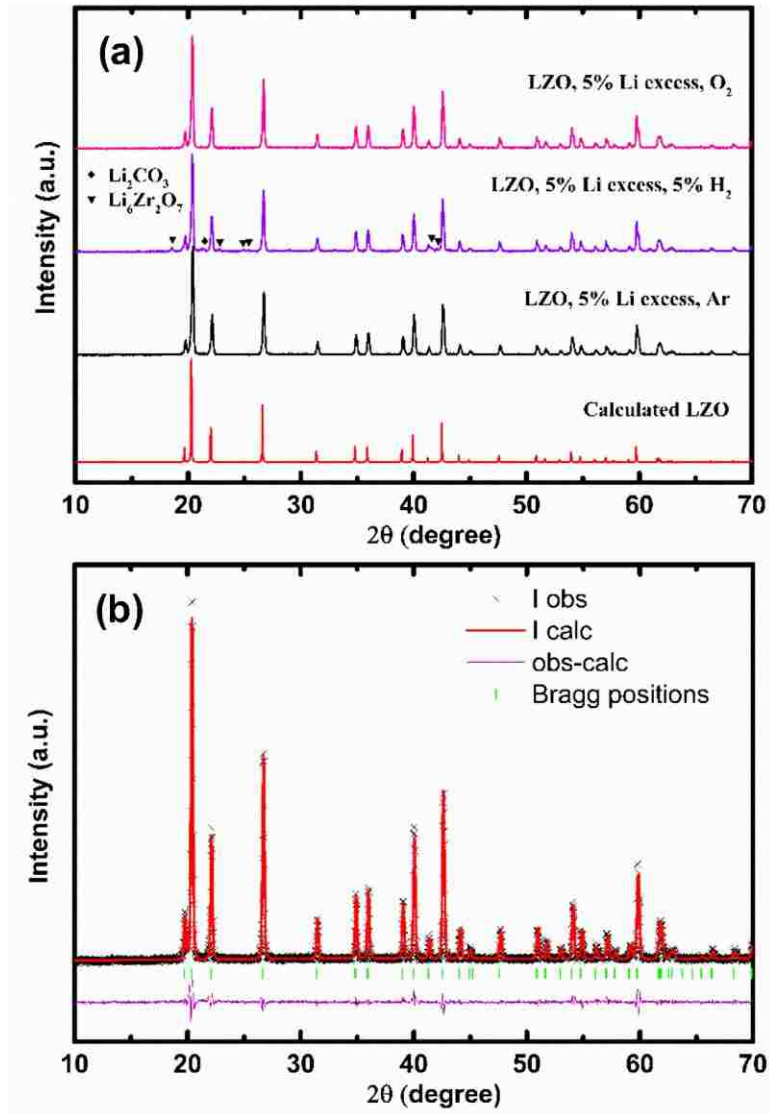 (a)
LZO, 5% Li excess, O₂
♦ Li₂CO₃
▼ Li₆Zr₂O₇
LZO, 5% Li excess, 5% H₂
LZO, 5% Li excess, Ar
Calculated LZO
Intensity (a.u.)
10 20 30 40 50 60 70
2θ (degree)
(b)
I obs
I calc
obs-calc
Bragg positions
Intensity (a.u.)
10 20 30 40 50 60 70
2θ (degree)